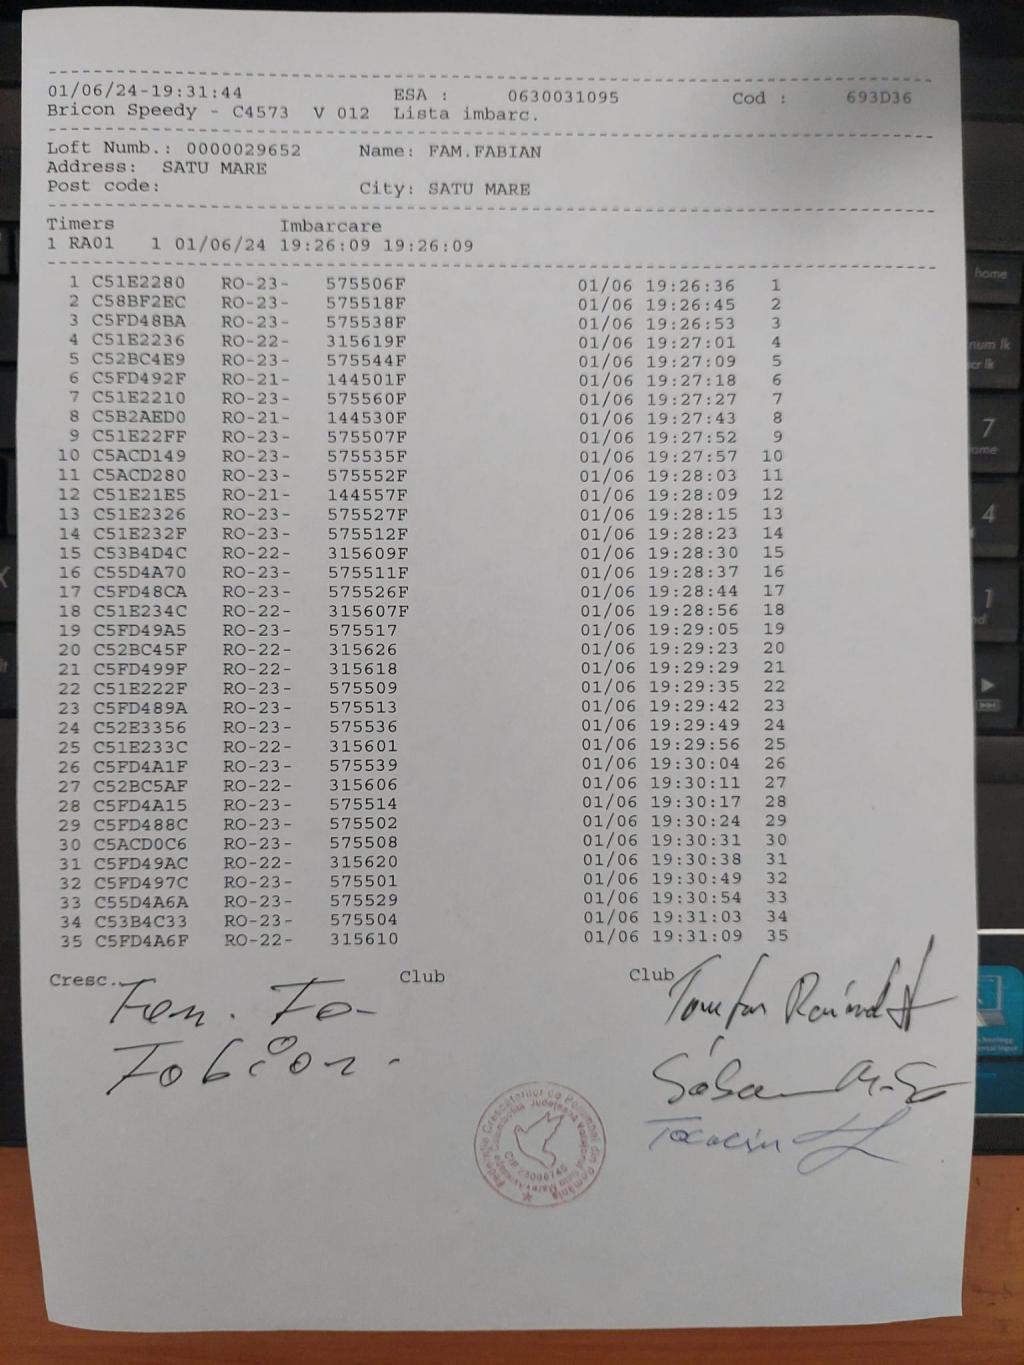 01/06/24-19:31:44 ESA : 0630031095 Cod : 693D36
Bricon Speedy - C4573 V 012 Lista imbarc.
Loft Numb.: 0000029652 Name: FAM.FABIAN
Address: SATU MARE
Post code: City: SATU MARE
Timers Imbarcare
1 RA01 1 01/06/24 19:26:09 19:26:09
1 C51E2280 RO-23- 575506F 01/06 19:26:36 1
2 C58BF2EC RO-23- 575518F 01/06 19:26:45 2
3 C5FD48BA RO-23- 575538F 01/06 19:26:53 3
4 C51E2236 RO-22- 315619F 01/06 19:27:01 4
5 C52BC4E9 RO-23- 575544F 01/06 19:27:09 5
6 C5FD492F RO-21- 144501F 01/06 19:27:18 6
7 C51E2210 RO-23- 575560F 01/06 19:27:27 7
8 C5B2AED0 RO-21- 144530F 01/06 19:27:43 8
9 C51E22FF RO-23- 575507F 01/06 19:27:52 9
10 C5ACD149 RO-23- 575535F 01/06 19:27:57 10
11 C5ACD280 RO-23- 575552F 01/06 19:28:03 11
12 C51E21E5 RO-21- 144557F 01/06 19:28:09 12
13 C51E2326 RO-23- 575527F 01/06 19:28:15 13
14 C51E232F RO-23- 575512F 01/06 19:28:23 14
15 C53B4D4C RO-22- 315609F 01/06 19:28:30 15
16 C55D4A70 RO-23- 575511F 01/06 19:28:37 16
17 C5FD48CA RO-23- 575526F 01/06 19:28:44 17
18 C51E234C RO-22- 315607F 01/06 19:28:56 18
19 C5FD49A5 RO-23- 575517 01/06 19:29:05 19
20 C52BC45F RO-22- 315626 01/06 19:29:23 20
21 C5FD499F RO-22- 315618 01/06 19:29:29 21
22 C51E222F RO-23- 575509 01/06 19:29:35 22
23 C5FD489A RO-23- 575513 01/06 19:29:42 23
24 C52E3356 RO-23- 575536 01/06 19:29:49 24
25 C51E233C RO-22- 315601 01/06 19:29:56 25
26 C5FD4A1F RO-23- 575539 01/06 19:30:04 26
27 C52BC5AF RO-22- 315606 01/06 19:30:11 27
28 C5FD4A15 RO-23- 575514 01/06 19:30:17 28
29 C5FD488C RO-23- 575502 01/06 19:30:24 29
30 C5ACD0C6 RO-23- 575508 01/06 19:30:31 30
31 C5FD49AC RO-22- 315620 01/06 19:30:38 31
32 C5FD497C RO-23- 575501 01/06 19:30:49 32
33 C55D4A6A RO-23- 575529 01/06 19:30:54 33
34 C53B4C33 RO-23- 575504 01/06 19:31:03 34
35 C5FD4A6F RO-22- 315610 01/06 19:31:09 35
Cresc. Club Club
Fabian
home
num lk
7
4
1